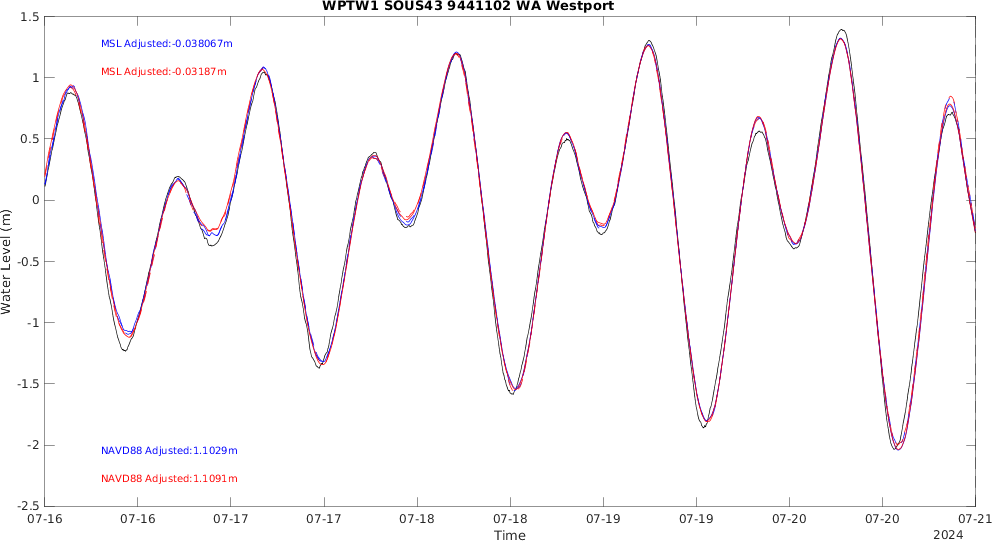 WPTW1 SOUS43 9441102 WA Westport
1.5
MSL Adjusted:-0.038067m
MSL Adjusted:-0.03187m
1
0.5
0
-0.5
-1
-1.5
-2
-2.5
Water Level (m)
NAVD88 Adjusted:1.1029m
NAVD88 Adjusted:1.1091m
07-16 07-16 07-17 07-17 07-18 07-18 07-19 07-19 07-20 07-20 07-21
Time
2024